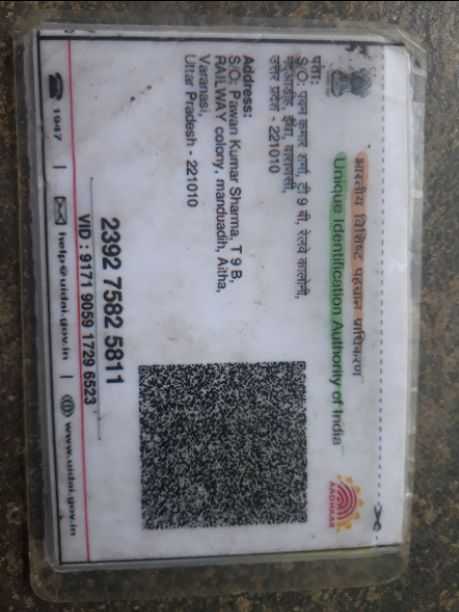 भारतीय विशिष्ट पहचान प्राधिकरण
Unique Identification Authority of India
AADHAAR
पता:
S/O: पवन कुमार शर्मा, टी 9 बी, रेलवे कालोनी,
वाराणसी,
उत्तर प्रदेश - 221010
Address:
S/O: Pawan Kumar Sharma, T 9 B,
RAILWAY colony, manduadih, Aitha,
Varanasi,
Uttar Pradesh - 221010
2392 7582 5811
VID : 9171 9059 1729 6523
1947 | help@uidai.gov.in | www.uidai.gov.in